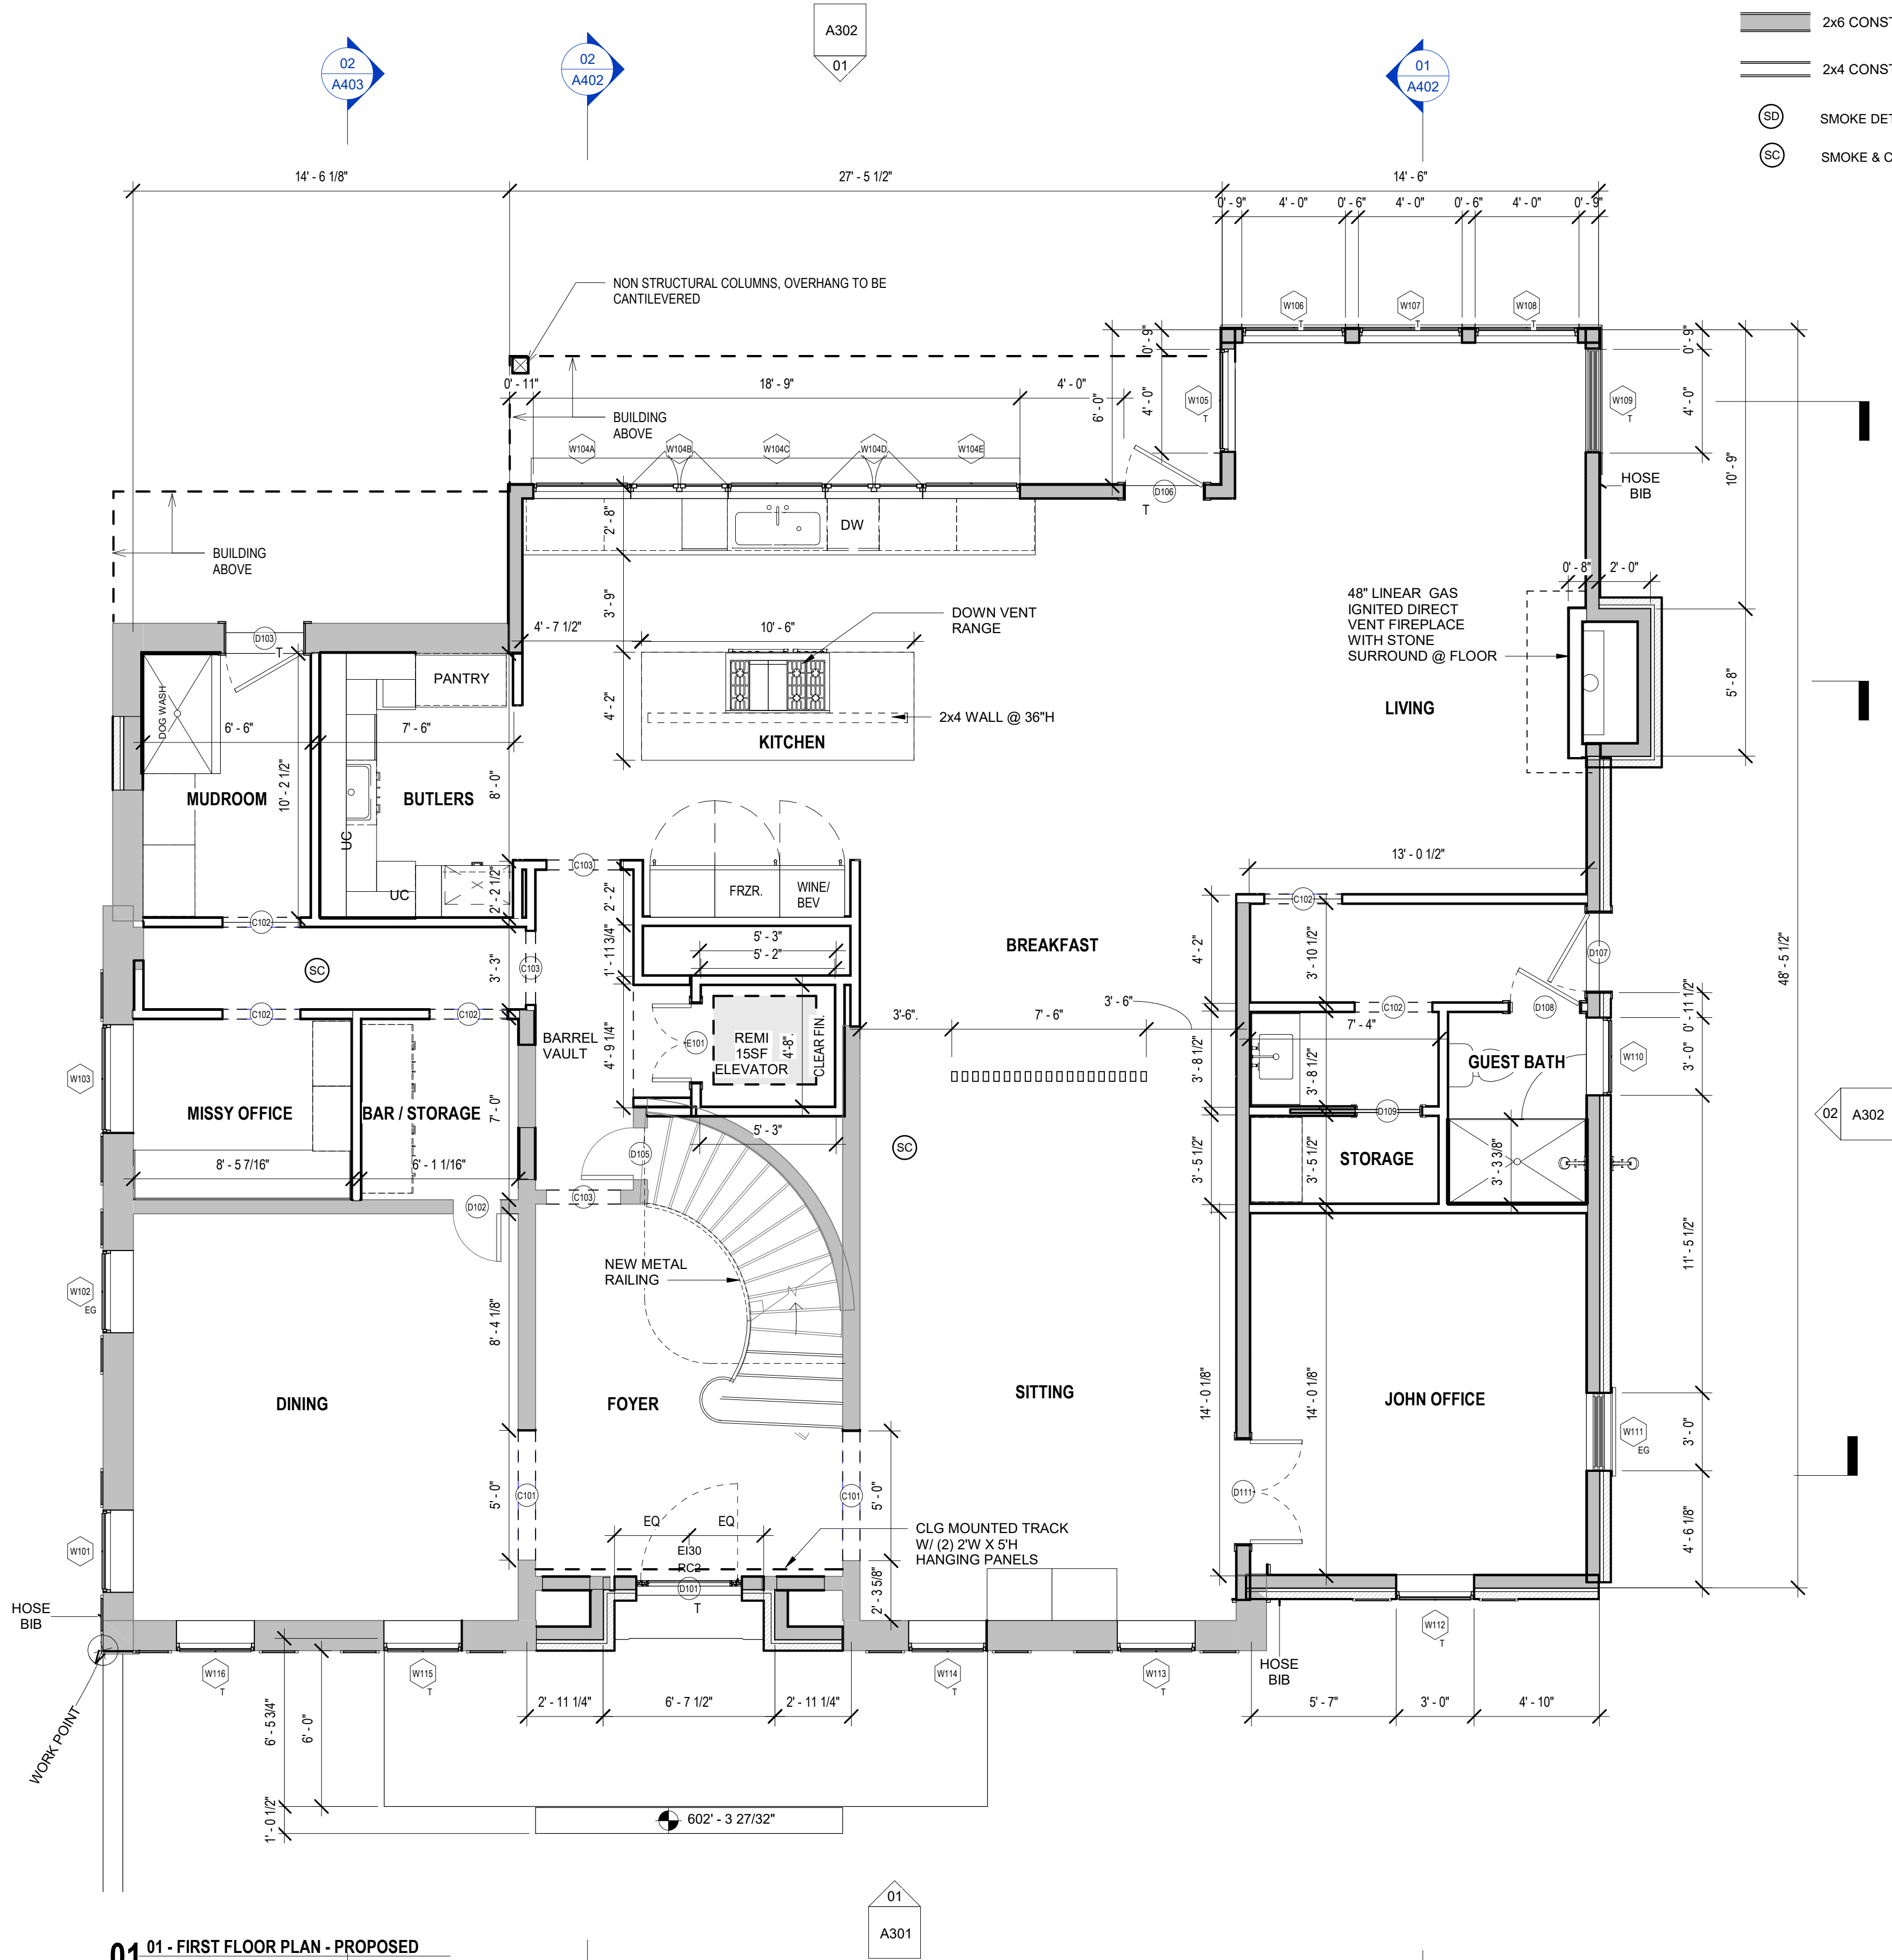 A302
01
02
A403
02
A402
01
A402
2x6 CONST
2x4 CONST
SD
SMOKE DET
SC
SMOKE & C
14' - 6 1/8"
27' - 5 1/2"
14' - 6"
0' - 9"
4' - 0"
0' - 6"
4' - 0"
0' - 6"
4' - 0"
0' - 9"
NON STRUCTURAL COLUMNS, OVERHANG TO BE
CANTILEVERED
W106
T
W107
T
W108
T
0' - 9"
0' - 9"
0' - 11"
18' - 9"
4' - 0"
6' - 0"
4' - 0"
W105
T
W109
T
4' - 0"
10' - 9"
BUILDING
ABOVE
W104A
W104B
W104C
W104D
W104E
D106
T
HOSE
BIB
2' - 8"
DW
BUILDING
ABOVE
0' - 8"
2' - 0"
48" LINEAR GAS
IGNITED DIRECT
VENT FIREPLACE
WITH STONE
SURROUND @ FLOOR
3' - 9"
DOWN VENT
RANGE
4' - 7 1/2"
10' - 6"
D103
T
PANTRY
DOG WASH
4' - 2"
5' - 8"
6' - 6"
7' - 6"
2x4 WALL @ 36"H
LIVING
KITCHEN
10' - 2 1/2"
8' - 0"
MUDROOM
BUTLERS
UC
UC
2' - 2 1/2"
C103
2' - 2"
FRZR.
WINE/
BEV
13' - 0 1/2"
C102
C102
BREAKFAST
4' - 2"
3' - 10 1/2"
D107
48' - 5 1/2"
SC
3' - 3"
C103
1' - 11 3/4"
5' - 3"
5' - 2"
C102
C102
3'-6".
7' - 6"
3' - 6"
C102
D108
0' - 11 1/2"
7' - 4"
BARREL
VAULT
4' - 9 1/4"
E101
REMI
15SF
ELEVATOR
4'-8".
CLEAR FIN.
3' - 8 1/2"
3' - 8 1/2"
GUEST BATH
W110
3' - 0"
W103
MISSY OFFICE
BAR / STORAGE
7' - 0"
D109
02
A302
5' - 3"
SC
8' - 5 7/16"
6' - 1 1/16"
D105
C103
3' - 5 1/2"
3' - 5 1/2"
STORAGE
3' - 3 3/8"
D102
W102
EG
NEW METAL
RAILING
8' - 4 1/8"
11' - 5 1/2"
DINING
FOYER
SITTING
14' - 0 1/8"
14' - 0 1/8"
JOHN OFFICE
W111
EG
3' - 0"
5' - 0"
C101
C101
5' - 0"
D111
W101
EQ
EQ
EI30
RC2
D101
T
CLG MOUNTED TRACK
W/ (2) 2'W X 5'H
HANGING PANELS
4' - 6 1/8"
2' - 3 5/8"
HOSE
BIB
W112
T
W116
T
W115
T
W114
T
W113
T
HOSE
BIB
2' - 11 1/4"
6' - 7 1/2"
2' - 11 1/4"
5' - 7"
3' - 0"
4' - 10"
WORK POINT
6' - 5 3/4"
6' - 0"
1' - 0 1/2"
602' - 3 27/32"
01
A301
01 01 - FIRST FLOOR PLAN - PROPOSED